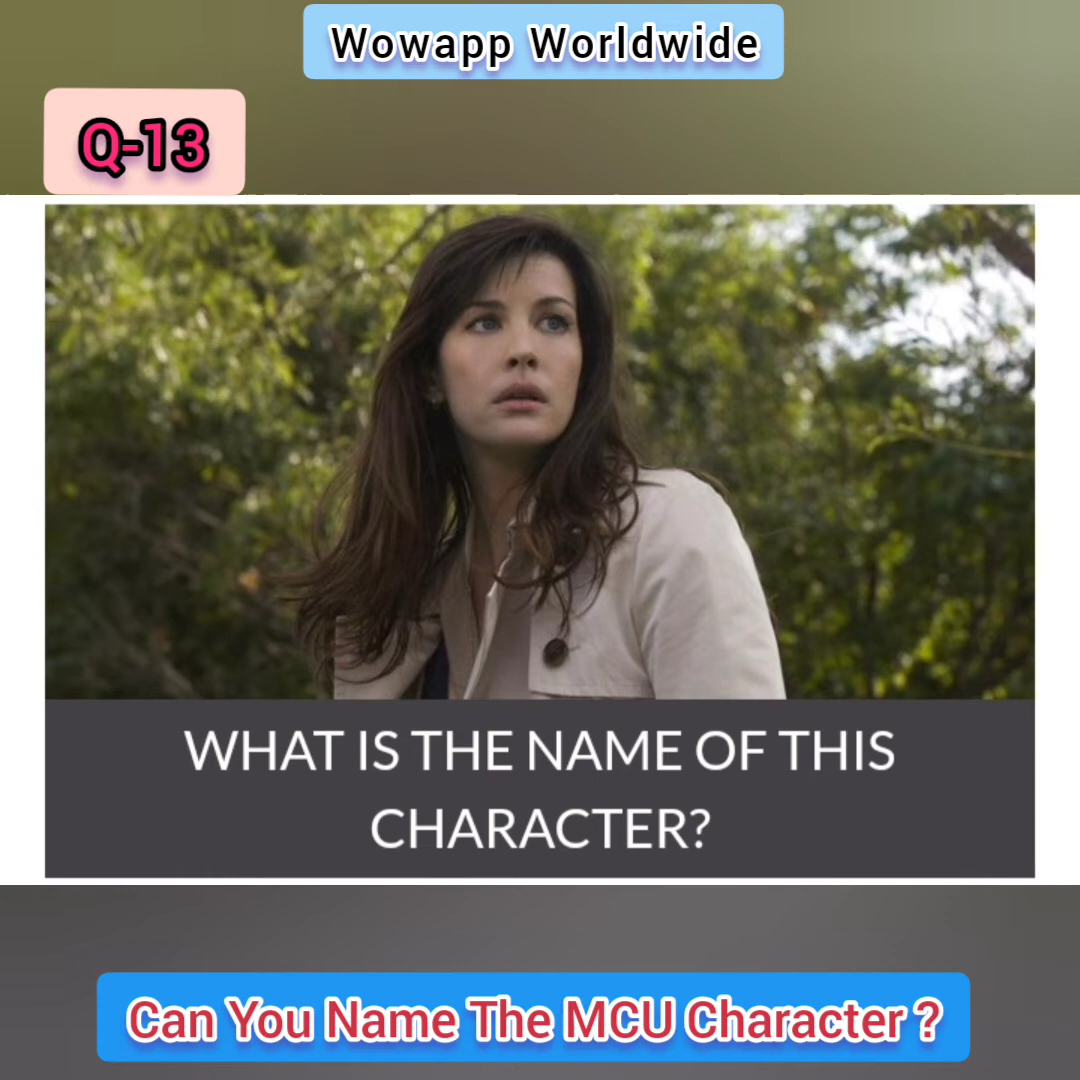 Wowapp Worldwide
Q-13
WHAT IS THE NAME OF THIS
CHARACTER?
Can You Name The MCU Character ?